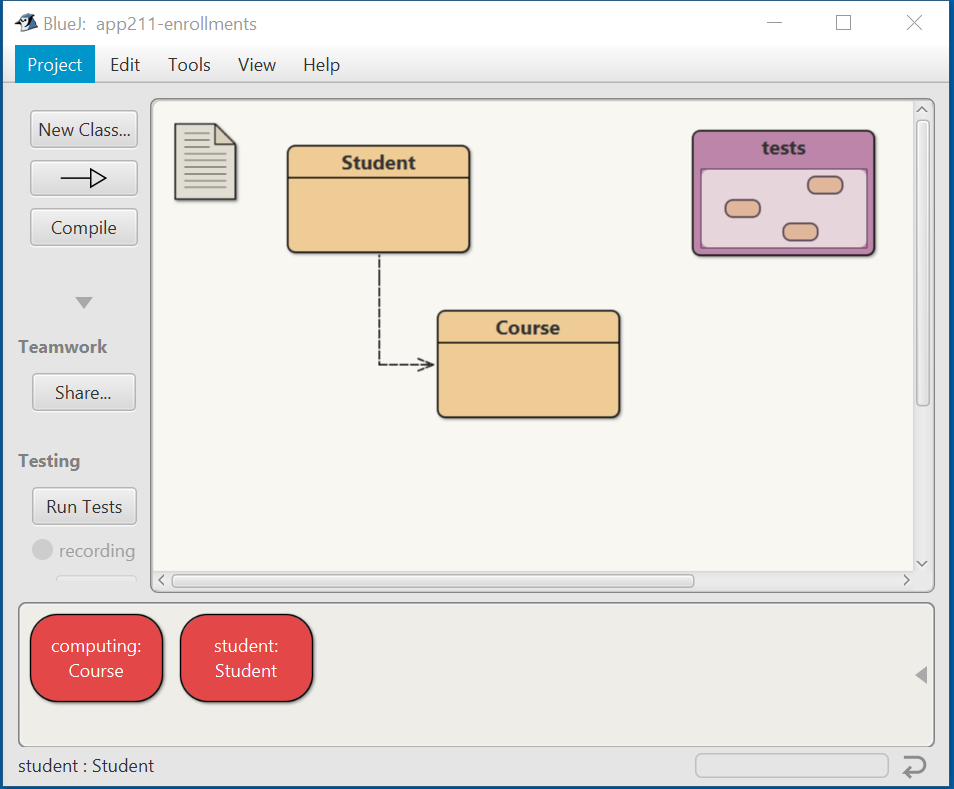 BlueJ: app211-enrollments
Project Edit Tools View Help
New Class...
Compile
Teamwork
Share...
Testing
Run Tests
recording
Student
tests
Course
computing:
Course
student:
Student
student : Student